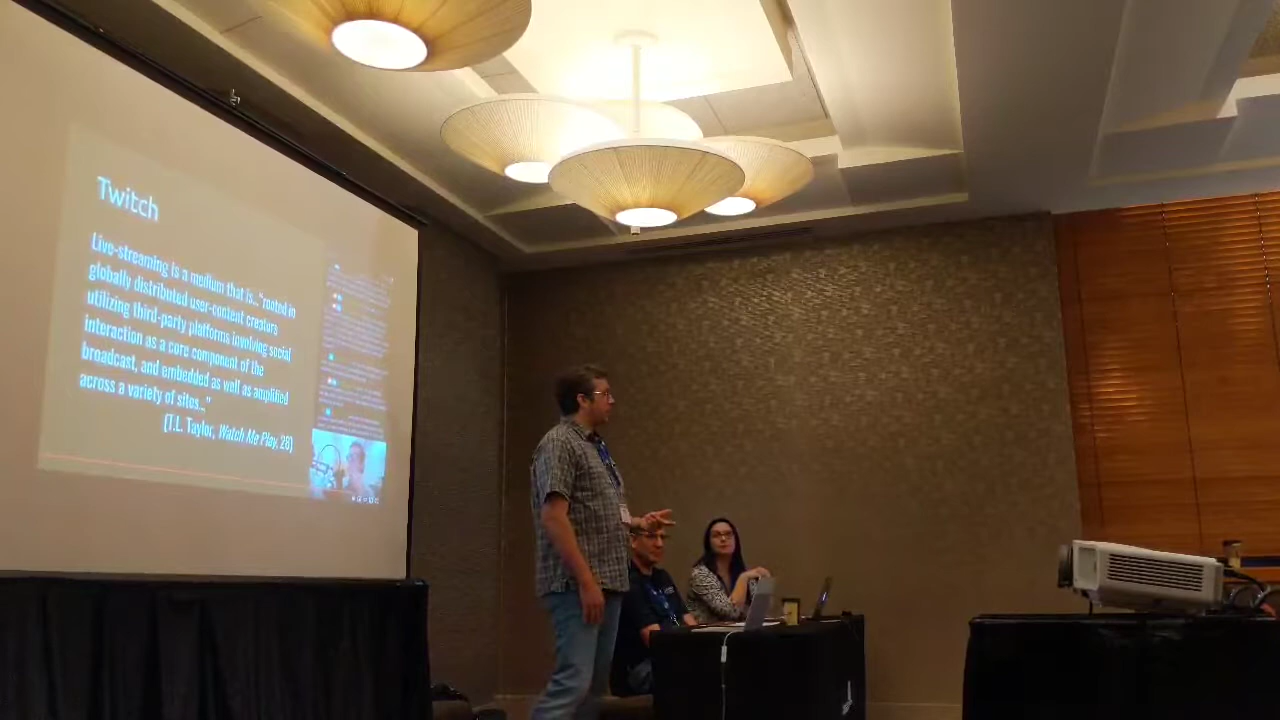 Twitch
Live-streaming is a medium that is..."rooted in
globally distributed user-content creature
utilizing third-party platforms involving social
interaction as a core component of the
broadcast, and embedded as well as amplified
across a variety of sites..."
(T.L. Taylor, Watch Me Play, 28)